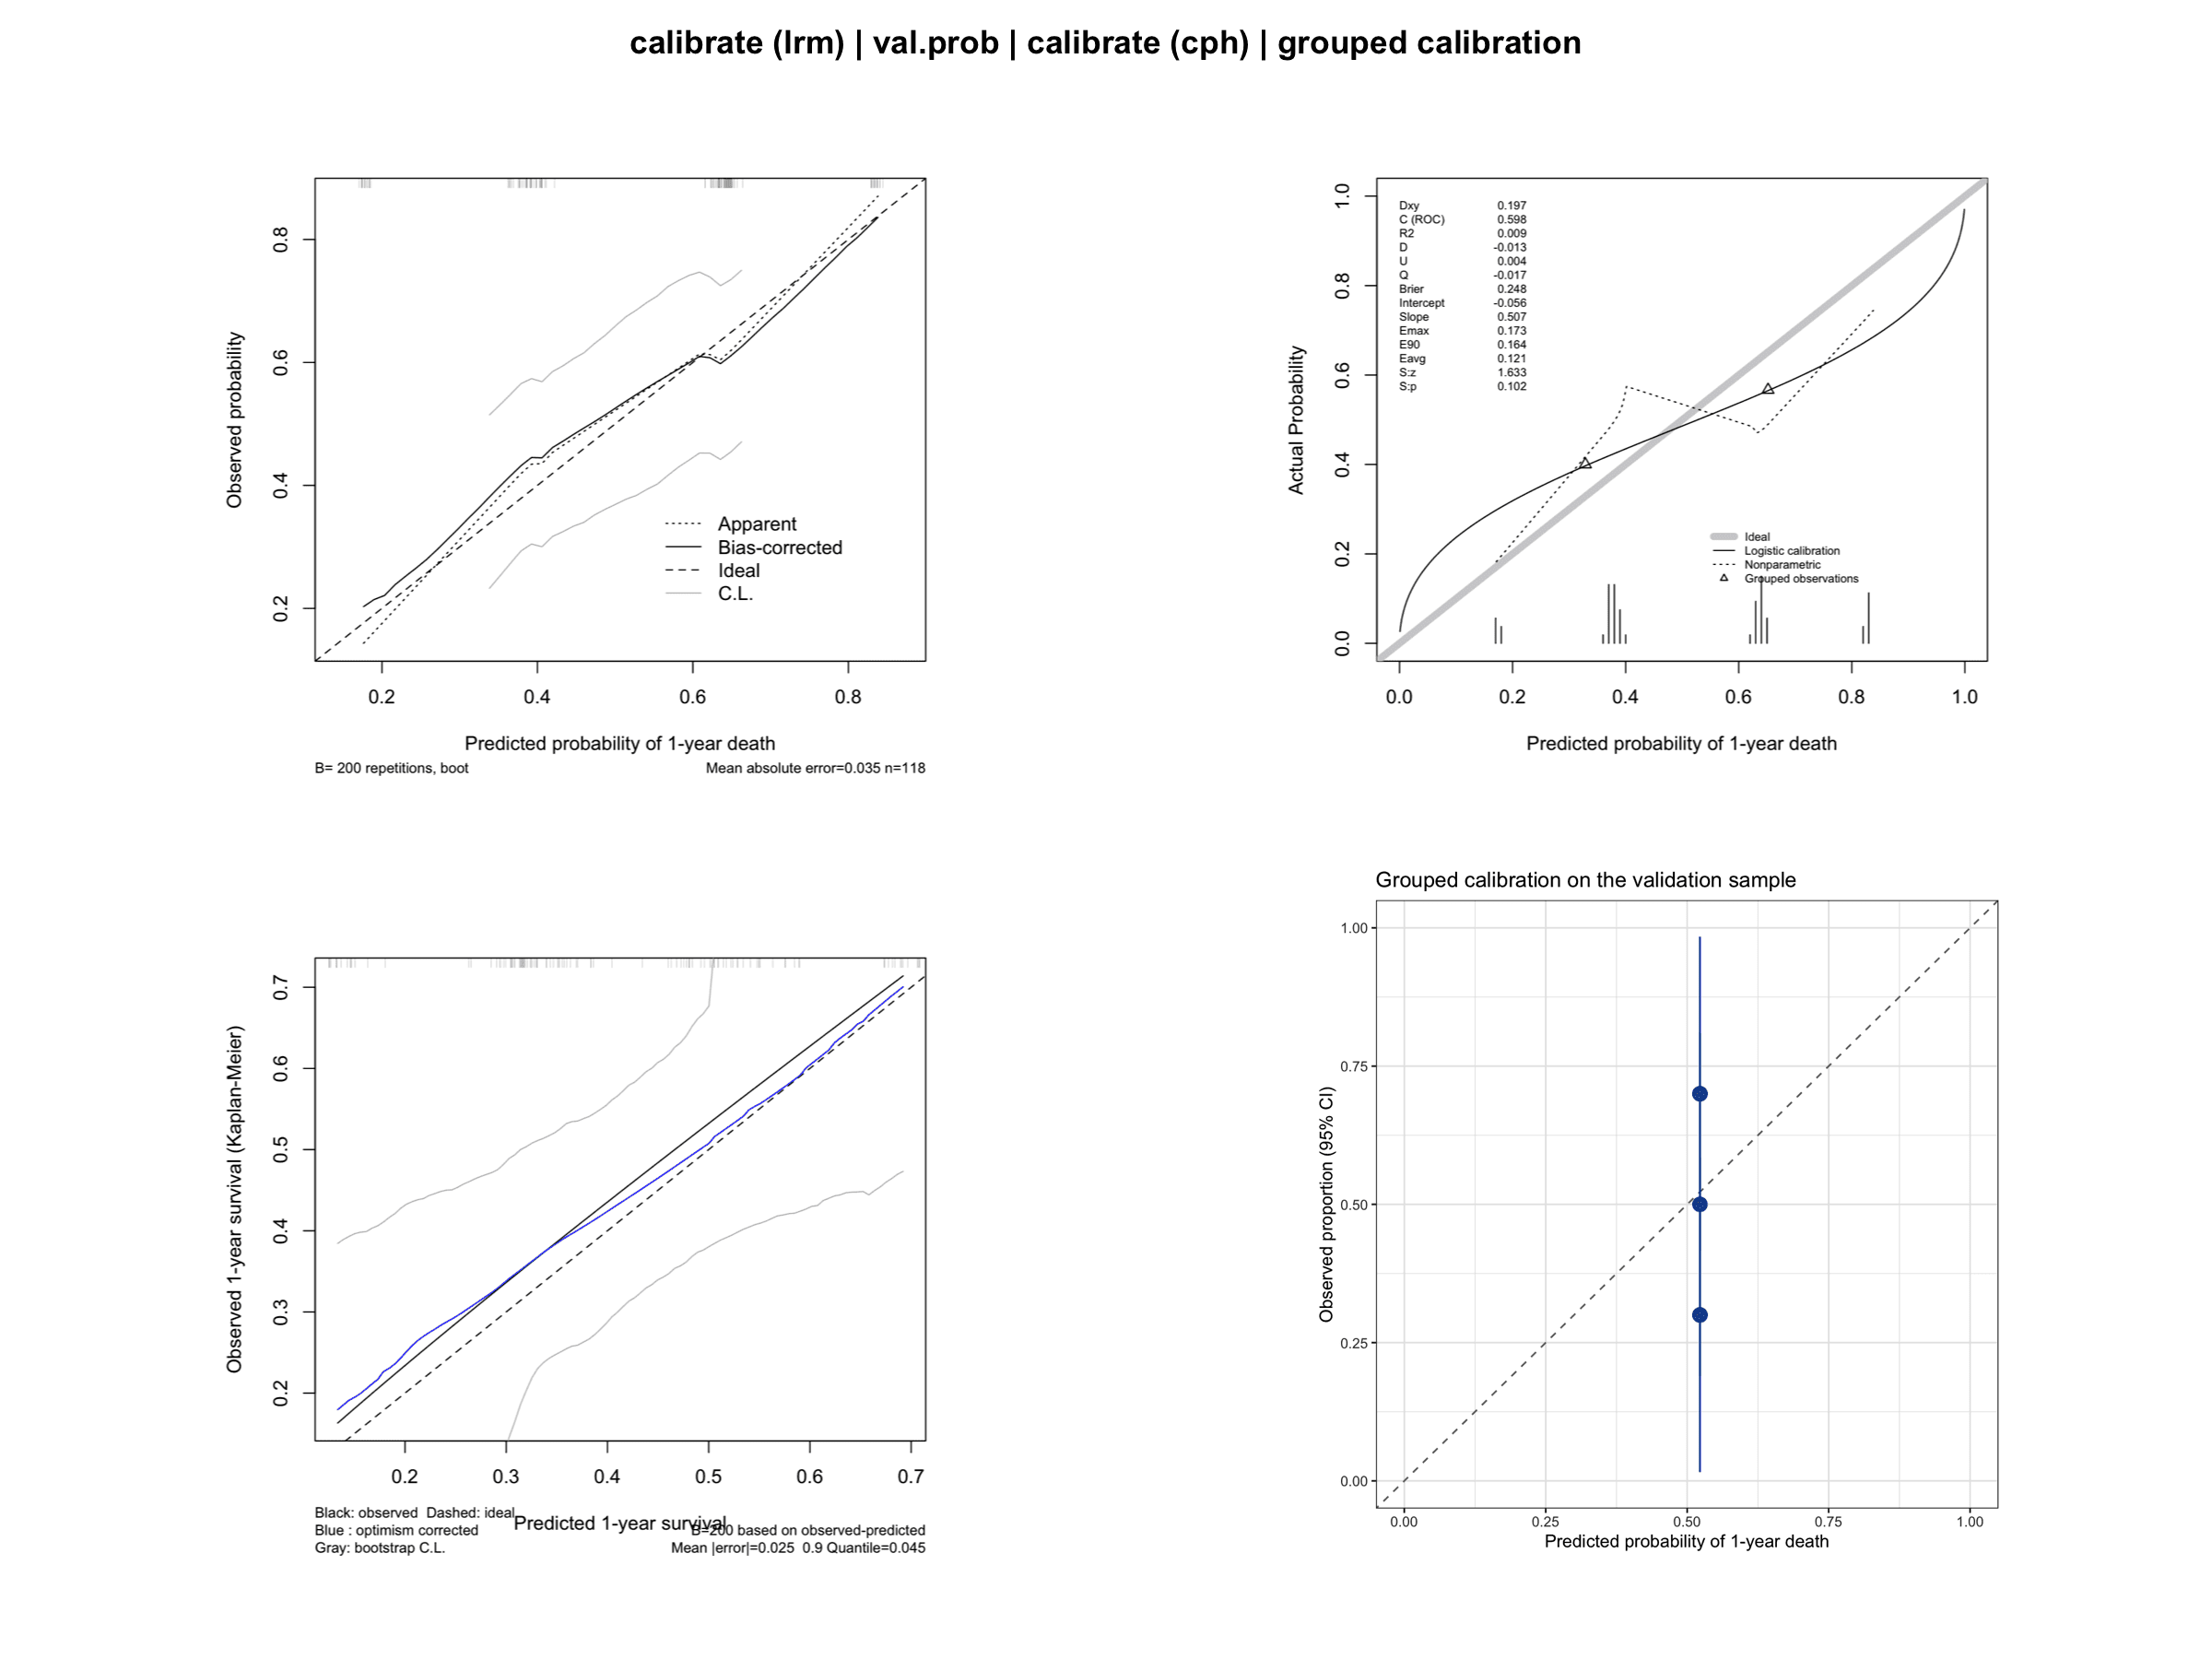 calibrate (lrm) | val.prob | calibrate (cph) | grouped calibration
Observed probability
0.8
0.6
0.4
0.2
Apparent
Bias-corrected
Ideal
C.L.
0.2 0.4 0.6 0.8
Predicted probability of 1-year death
B= 200 repetitions, boot Mean absolute error=0.035 n=118
Actual Probability
1.0
0.8
0.6
0.4
0.2
0.0
Dxy 0.197
C (ROC) 0.598
R2 0.009
D -0.013
U 0.004
Q -0.017
Brier 0.248
Intercept -0.056
Slope 0.507
Emax 0.173
E90 0.164
Eavg 0.121
S:z 1.633
S:p 0.102
Ideal
Logistic calibration
Nonparametric
Grouped observations
0.0 0.2 0.4 0.6 0.8 1.0
Predicted probability of 1-year death
Observed 1-year survival (Kaplan-Meier)
0.7
0.6
0.5
0.4
0.3
0.2
0.2 0.3 0.4 0.5 0.6 0.7
Black: observed Dashed: ideal
Predicted 1-year survival
Blue : optimism corrected B=200 based on observed-predicted
Gray: bootstrap C.L. Mean |error|=0.025 0.9 Quantile=0.045
Grouped calibration on the validation sample
Observed proportion (95% CI)
1.00
0.75
0.50
0.25
0.00
0.00 0.25 0.50 0.75 1.00
Predicted probability of 1-year death